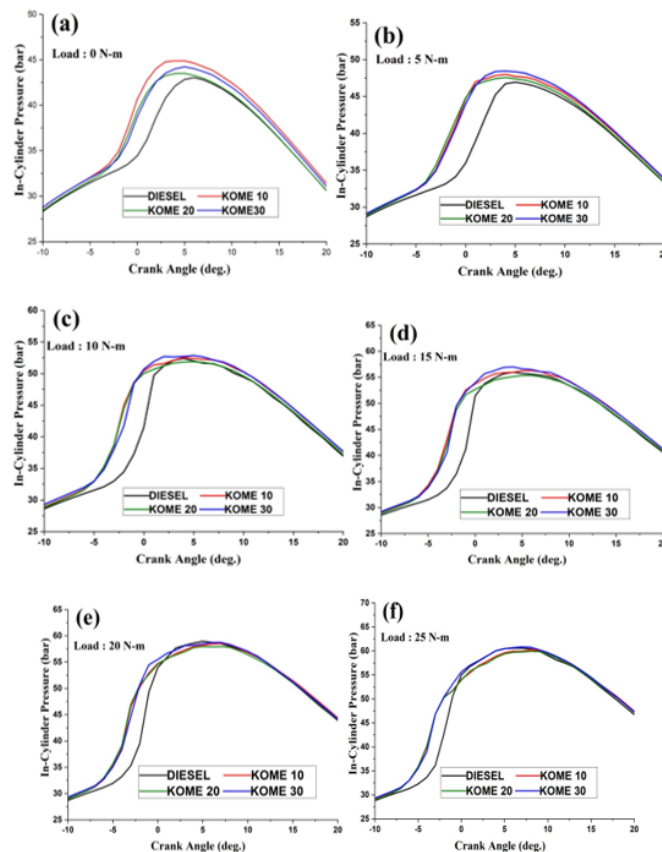 (a)
Load : 0 N-m
In-Cylinder Pressure (bar)
45
40
35
30
25
DIESEL KOME 10
KOME 20 KOME30
-10 -5 0 5 10 15 20
Crank Angle (deg.)
(b)
Load : 5 N-m
In-Cylinder Pressure (bar)
55
50
45
40
35
30
25
DIESEL KOME 10
KOME 20 KOME 30
-10 -5 0 5 10 15 20
Crank Angle (deg.)
(c)
Load : 10 N-m
In-Cylinder Pressure (bar)
60
55
50
45
40
35
30
25
DIESEL KOME 10
KOME 20 KOME 30
-10 -5 0 5 10 15 20
Crank Angle (deg.)
(d)
Load : 15 N-m
In-Cylinder Pressure (bar)
65
60
55
50
45
40
35
30
25
DIESEL KOME 10
KOME 20 KOME 30
-10 -5 0 5 10 15 20
Crank Angle (deg.)
(e)
Load : 20 N-m
In-Cylinder Pressure (bar)
65
60
55
50
45
40
35
30
25
DIESEL KOME 10
KOME 20 KOME 30
-10 -5 0 5 10 15 20
Crank Angle (deg.)
(f)
Load : 25 N-m
In-Cylinder Pressure (bar)
70
65
60
55
50
45
40
35
30
25
DIESEL KOME 10
KOME 20 KOME 30
-10 -5 0 5 10 15 20
Crank Angle (deg.)